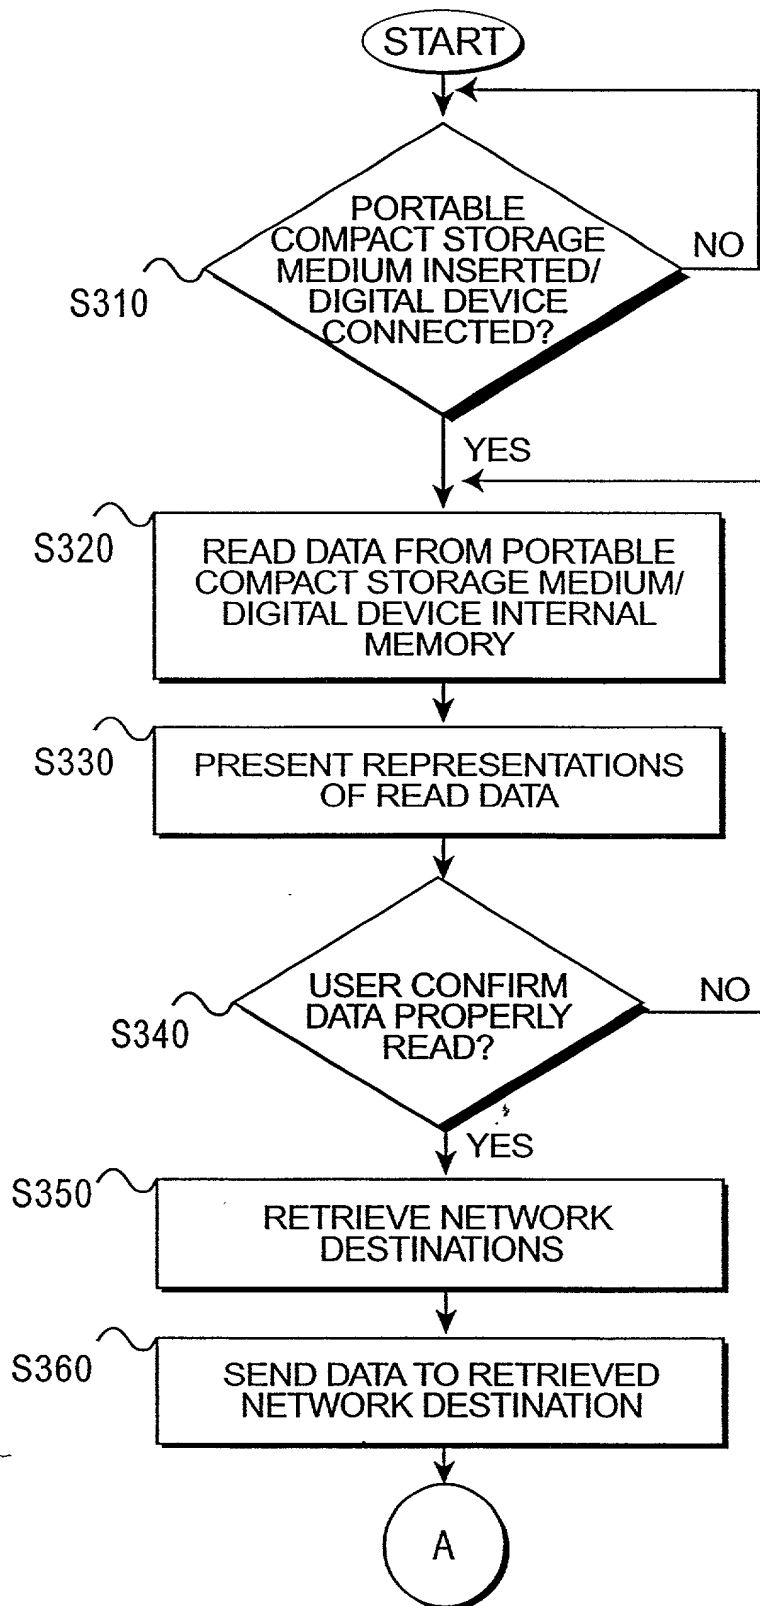 START
PORTABLE
COMPACT STORAGE
MEDIUM INSERTED/
DIGITAL DEVICE
CONNECTED?
NO
S310
YES
S320
READ DATA FROM PORTABLE
COMPACT STORAGE MEDIUM/
DIGITAL DEVICE INTERNAL
MEMORY
S330
PRESENT REPRESENTATIONS
OF READ DATA
USER CONFIRM
DATA PROPERLY
READ?
NO
S340
YES
S350
RETRIEVE NETWORK
DESTINATIONS
S360
SEND DATA TO RETRIEVED
NETWORK DESTINATION
A